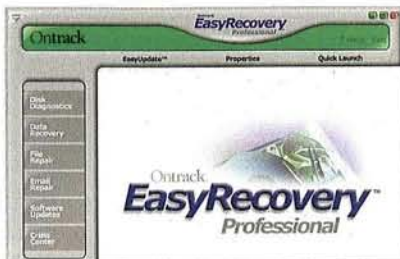 Ontrack
EasyRecovery
Professional
EasyUpdate™
Properties
Quick Launch
Disk
Diagnostics
Data
Recovery
File
Repair
Email
Repair
Software
Updates
Crisis
Center
Ontrack
EasyRecovery™
Professional